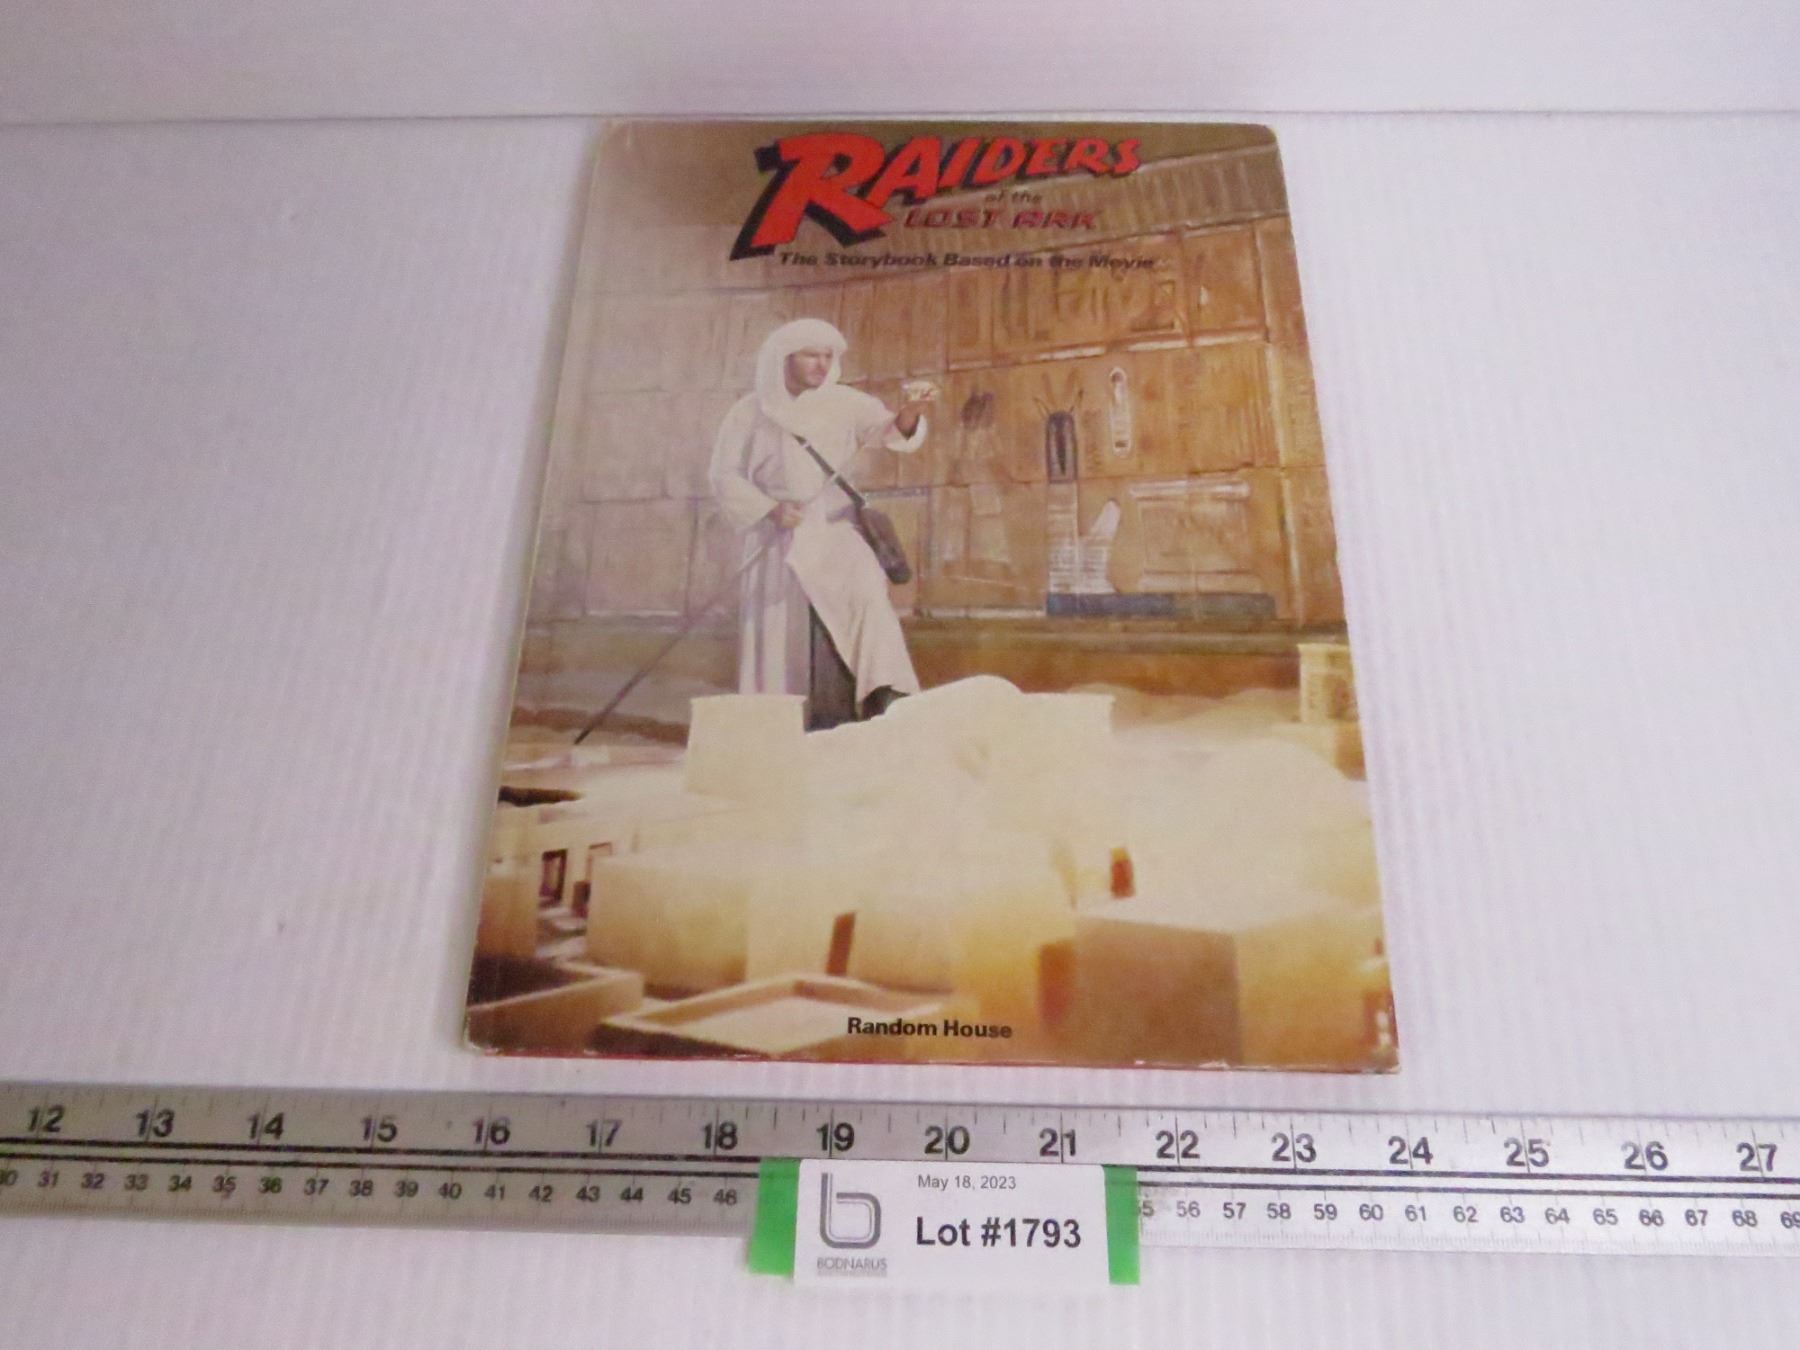 RAIDERS
of the
LOST ARK
The Storybook Based on the Movie
Random House
12 13 14 15 16 17 18 19 20 21 22 23 24 25 26 27
31 32 33 34 35 36 37 38 39 40 41 42 43 44 45 46 56 57 58 59 60 61 62 63 64 65 66 67 68 69
May 18, 2023
Lot #1793
BODNARUS